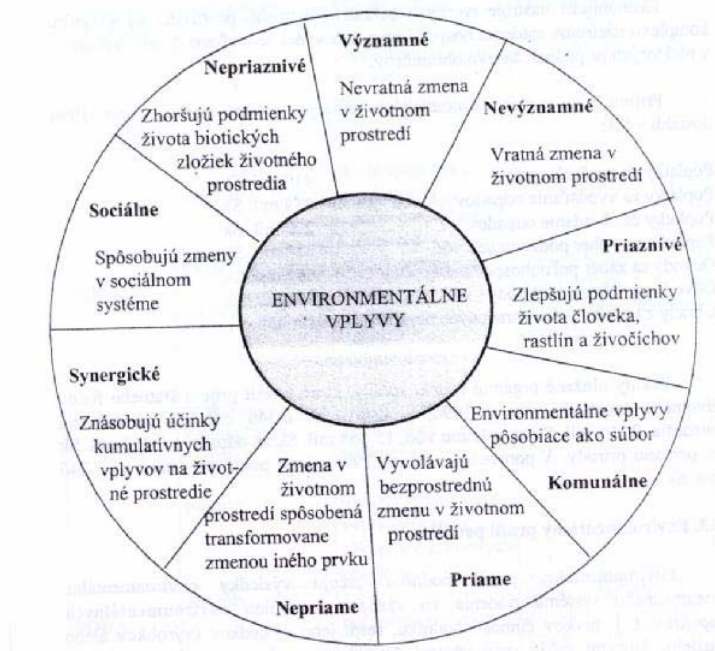 Významné
Nevratná zmena
v životnom
prostredí
Nevýznamné
Vratná zmena v
životnom prostredí
Priaznivé
Zlepšujú podmienky
života človeka,
rastlín a živočíchov
Environmentálne vplyvy
pôsobiace ako súbor
Komunálne
Vyvolávajú
bezprostrednú
zmenu v životnom
prostredí
Priame
Zmena v
životnom
prostredí spôsobená
transformovane
zmenou iného prvku
Nepriame
Synergické
Znásobujú účinky
kumulatívnych
vplyvov na život-
né prostredie
Sociálne
Spôsobujú zmeny
v sociálnom
systéme
Nepriaznivé
Zhoršujú podmienky
života biotických
zložiek životného
prostredia
ENVIRONMENTÁLNE
VPLYVY